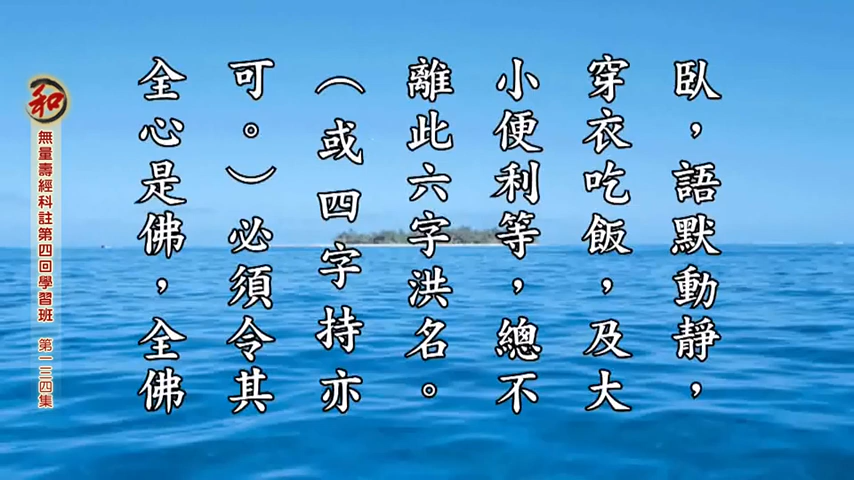 臥，語默動靜，
穿衣吃飯，及大
小便利等，總不
離此六字洪名。
（或四字持亦
可。）必須令其
全心是佛，全佛
和
無量壽經科註第四回學習班 第一三四集